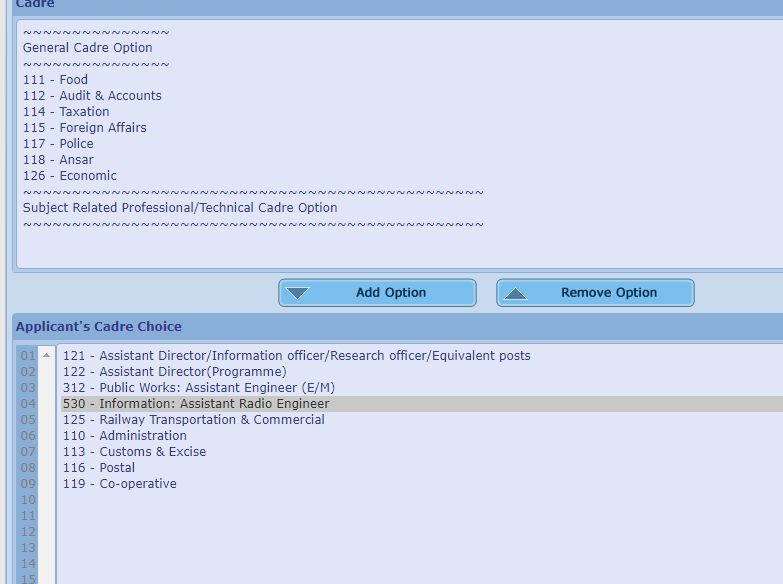 Cadre
~~~~~~~~~~~~~~~
General Cadre Option
~~~~~~~~~~~~~~~
111 - Food
112 - Audit & Accounts
114 - Taxation
115 - Foreign Affairs
117 - Police
118 - Ansar
126 - Economic
~~~~~~~~~~~~~~~~~~~~~~~~~~~~~~~~~~~~~~~~~~~~~~~
Subject Related Professional/Technical Cadre Option
~~~~~~~~~~~~~~~~~~~~~~~~~~~~~~~~~~~~~~~~~~~~~~~
Add Option Remove Option
Applicant's Cadre Choice
01 121 - Assistant Director/Information officer/Research officer/Equivalent posts
02 122 - Assistant Director(Programme)
03 312 - Public Works: Assistant Engineer (E/M)
04 530 - Information: Assistant Radio Engineer
05 125 - Railway Transportation & Commercial
06 110 - Administration
07 113 - Customs & Excise
08 116 - Postal
09 119 - Co-operative
10
11
12
13
14
15